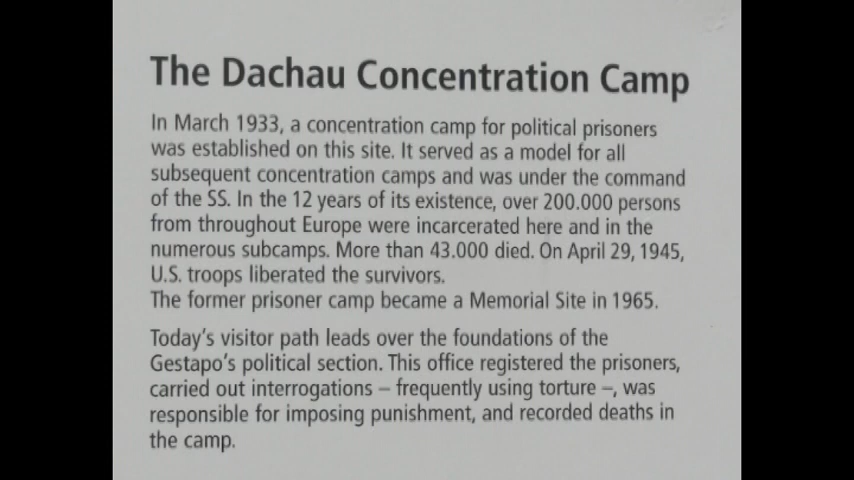 The Dachau Concentration Camp
In March 1933, a concentration camp for political prisoners
was established on this site. It served as a model for all
subsequent concentration camps and was under the command
of the SS. In the 12 years of its existence, over 200.000 persons
from throughout Europe were incarcerated here and in the
numerous subcamps. More than 43.000 died. On April 29, 1945,
U.S. troops liberated the survivors.
The former prisoner camp became a Memorial Site in 1965.
Today's visitor path leads over the foundations of the
Gestapo's political section. This office registered the prisoners,
carried out interrogations – frequently using torture –, was
responsible for imposing punishment, and recorded deaths in
the camp.